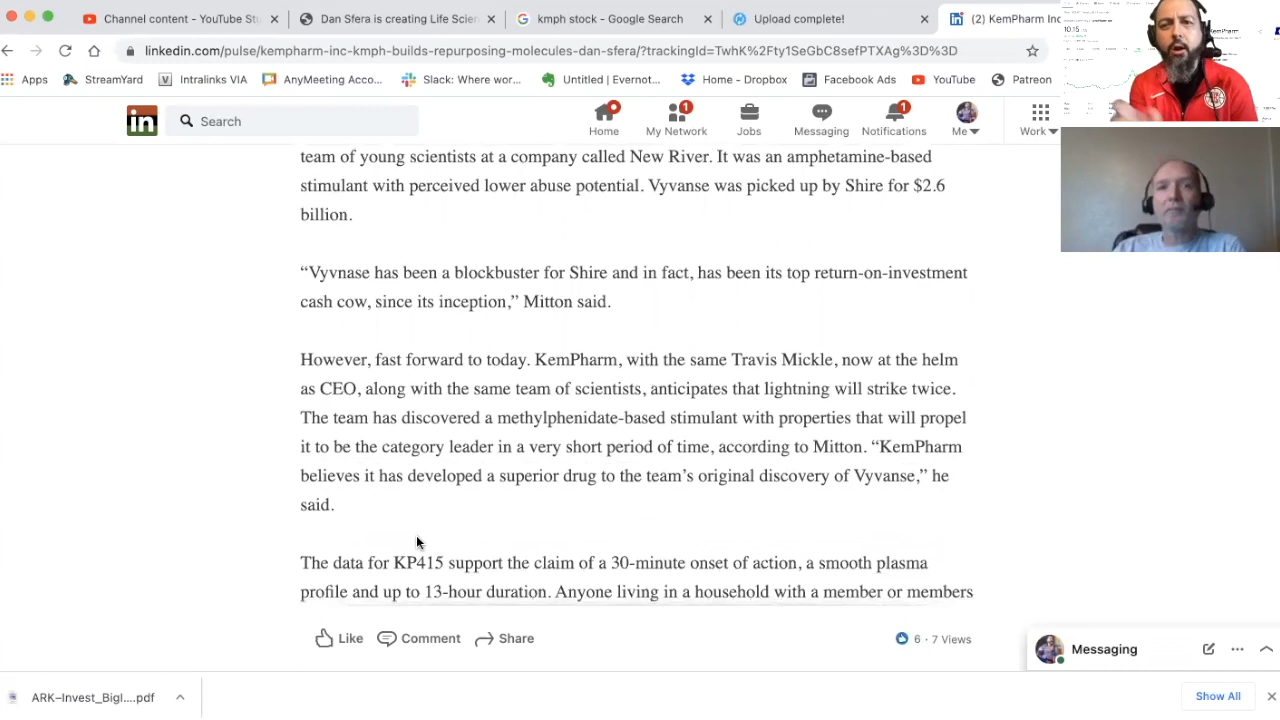 Channel content - YouTube St
Dan Sfera is creating Life Scien
kmph stock - Google Search
Upload complete!
(2) KemPharm Inc
linkedin.com/pulse/kempharm-inc-kmph-builds-repurposing-molecules-dan-sfera/?trackingId=TwhK%2Fty1SeGbC8sefPTXAg%3D%3D
Apps
StreamYard
Intralinks VIA
AnyMeeting Acco...
Slack: Where wor...
Untitled | Evernot...
Home - Dropbox
Facebook Ads
YouTube
Patreon
in
Search
Home
1
My Network
Jobs
Messaging
1
Notifications
Me
Work
10.15
KemPharm
team of young scientists at a company called New River. It was an amphetamine-based
stimulant with perceived lower abuse potential. Vyvanse was picked up by Shire for $2.6
billion.
“Vyvnase has been a blockbuster for Shire and in fact, has been its top return-on-investment
cash cow, since its inception,” Mitton said.
However, fast forward to today. KemPharm, with the same Travis Mickle, now at the helm
as CEO, along with the same team of scientists, anticipates that lightning will strike twice.
The team has discovered a methylphenidate-based stimulant with properties that will propel
it to be the category leader in a very short period of time, according to Mitton. “KemPharm
believes it has developed a superior drug to the team’s original discovery of Vyvanse,” he
said.
The data for KP415 support the claim of a 30-minute onset of action, a smooth plasma
profile and up to 13-hour duration. Anyone living in a household with a member or members
Like
Comment
Share
6 · 7 Views
Messaging
ARK–Invest_BigI....pdf
Show All